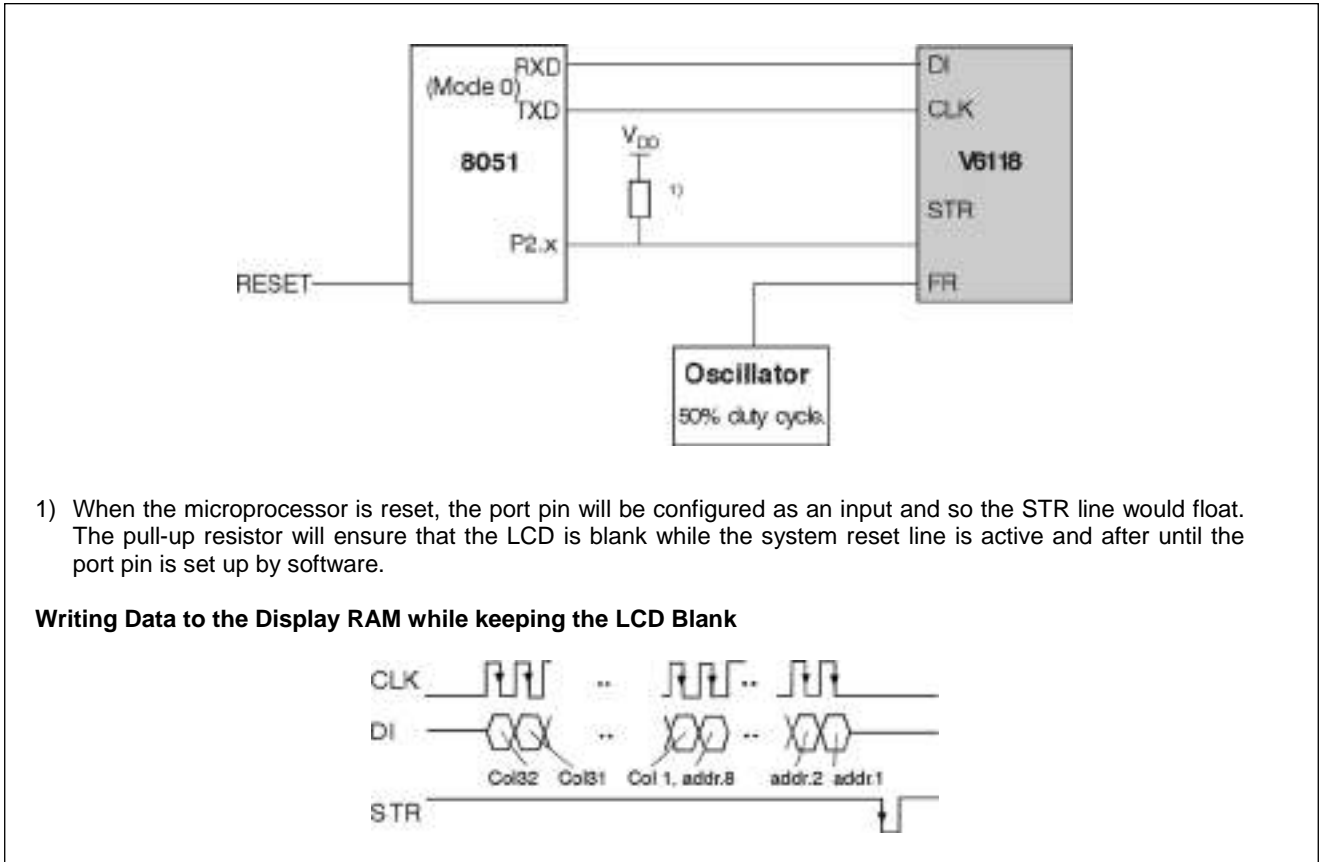 RXD
DI
(Mode 0)
TXD
CLK
VDD
8051
V6118
1)
STR
P2.x
RESET
FR
Oscillator
50% duty cycle.
1) When the microprocessor is reset, the port pin will be configured as an input and so the STR line would float.
The pull-up resistor will ensure that the LCD is blank while the system reset line is active and after until the
port pin is set up by software.
Writing Data to the Display RAM while keeping the LCD Blank
CLK .. ..
DI .. ..
Col32 Col31 Col 1, addr.8 addr.2 addr.1
STR